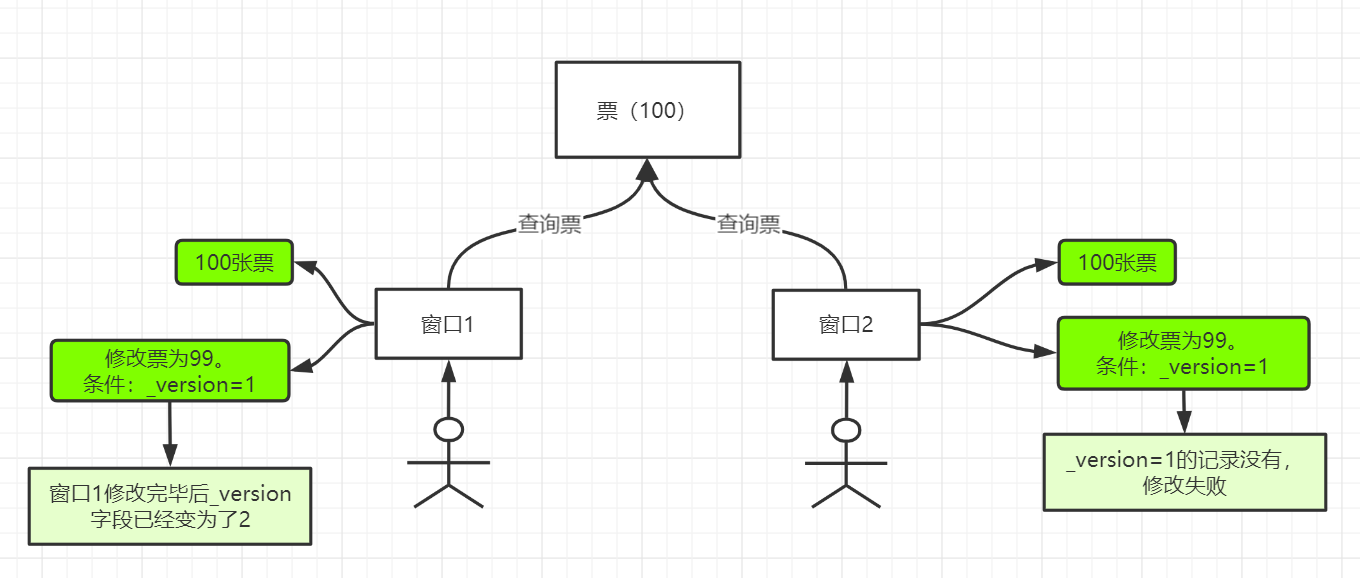 票（100）
查询票
查询票
100张票
100张票
窗口1
窗口2
修改票为99。
条件：_version=1
修改票为99。
条件：_version=1
窗口1修改完毕后_version
字段已经变为了2
_version=1的记录没有，
修改失败